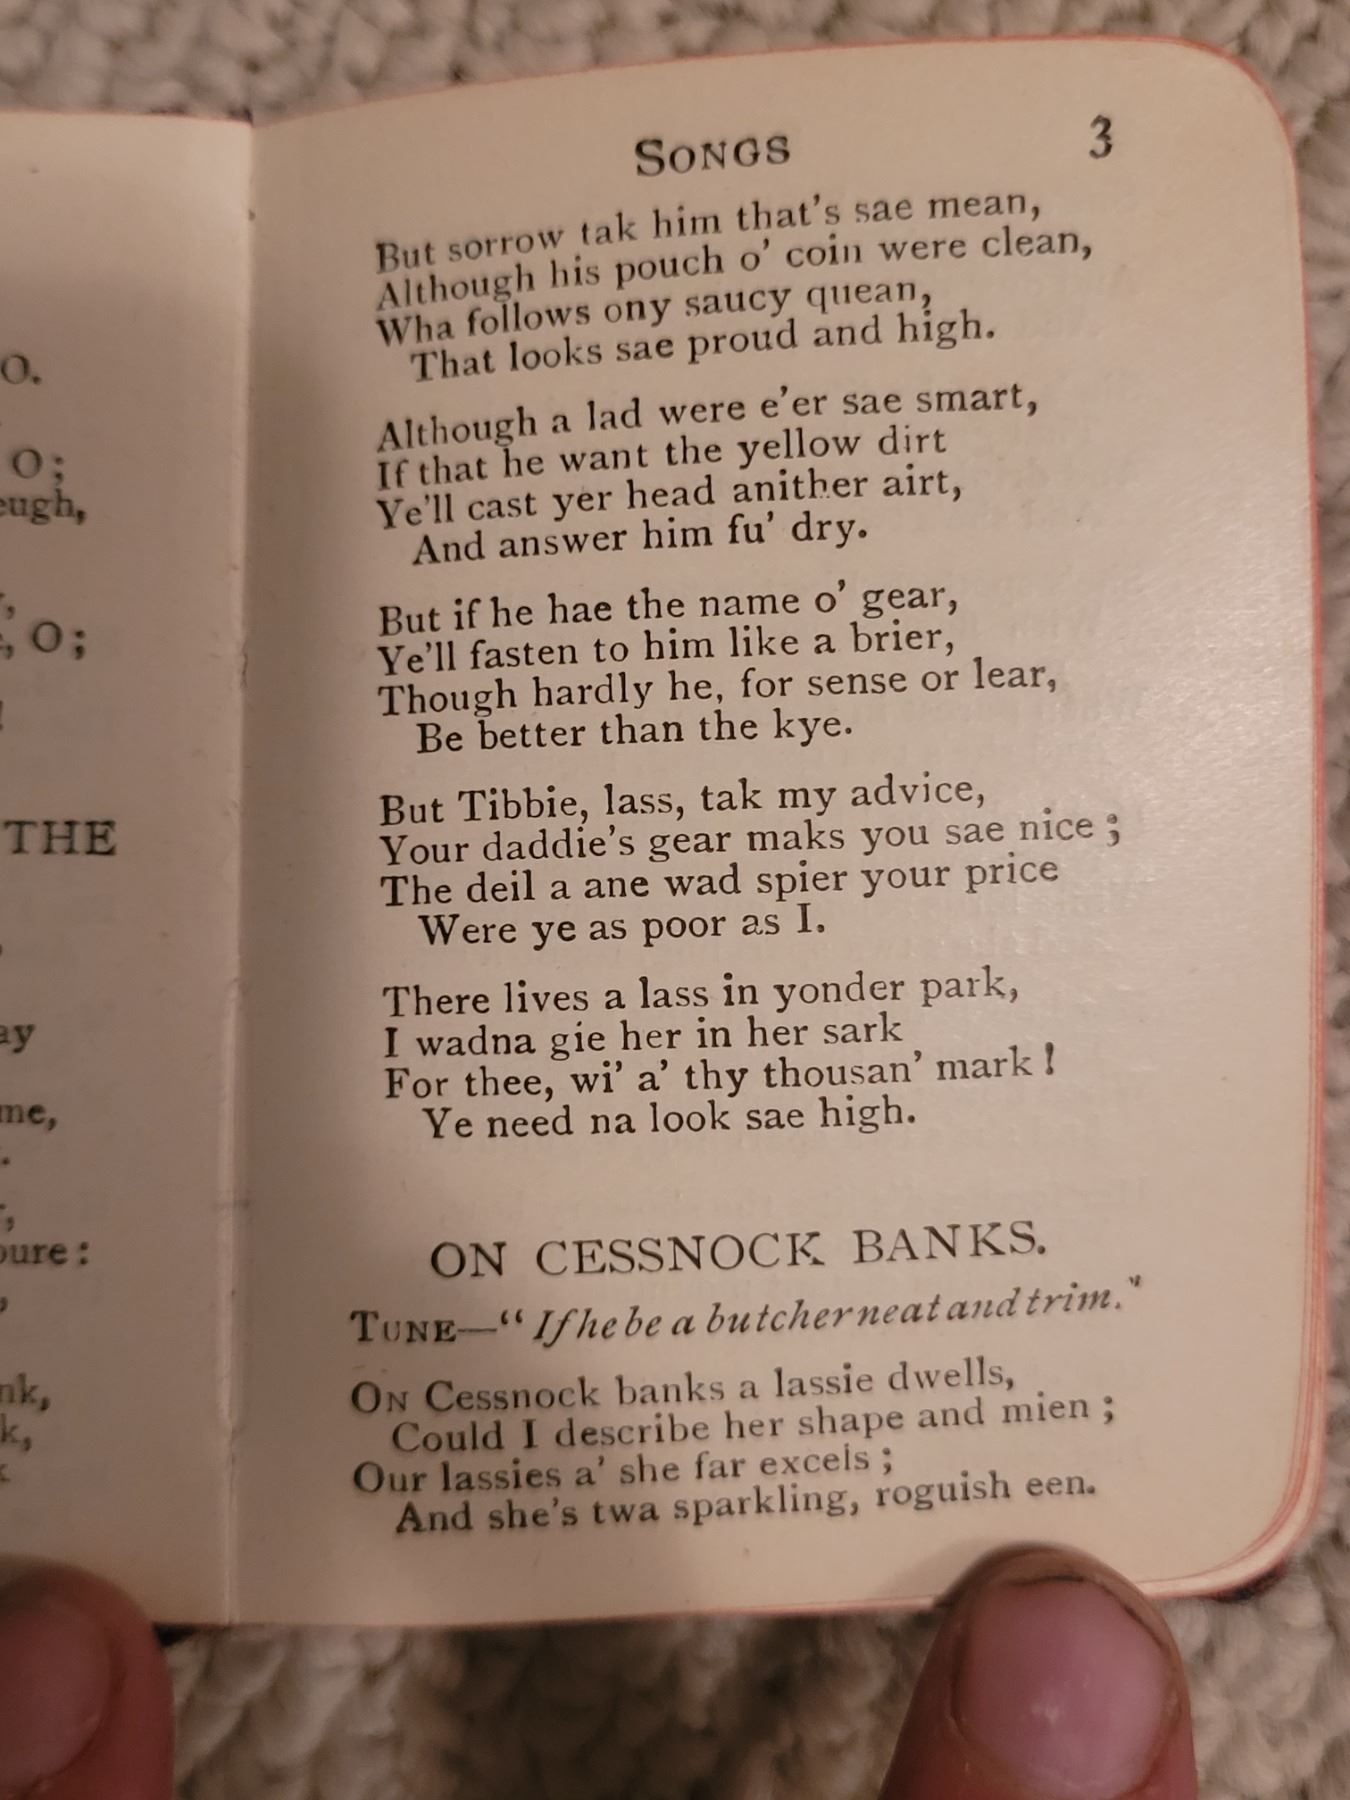 O.
O;
eugh,
, O;
THE
ay
me,
oure:
nk,
k,
SONGS 3
But sorrow tak him that's sae mean,
Although his pouch o' coin were clean,
Wha follows ony saucy quean,
That looks sae proud and high.
Although a lad were e'er sae smart,
If that he want the yellow dirt
Ye'll cast yer head anither airt,
And answer him fu' dry.
But if he hae the name o' gear,
Ye'll fasten to him like a brier,
Though hardly he, for sense or lear,
Be better than the kye.
But Tibbie, lass, tak my advice,
Your daddie's gear maks you sae nice;
The deil a ane wad spier your price
Were ye as poor as I.
There lives a lass in yonder park,
I wadna gie her in her sark
For thee, wi' a' thy thousan' mark!
Ye need na look sae high.
ON CESSNOCK BANKS.
TUNE—"If he be a butcher neat and trim."
ON Cessnock banks a lassie dwells,
Could I describe her shape and mien;
Our lassies a' she far excels;
And she's twa sparkling, roguish een.